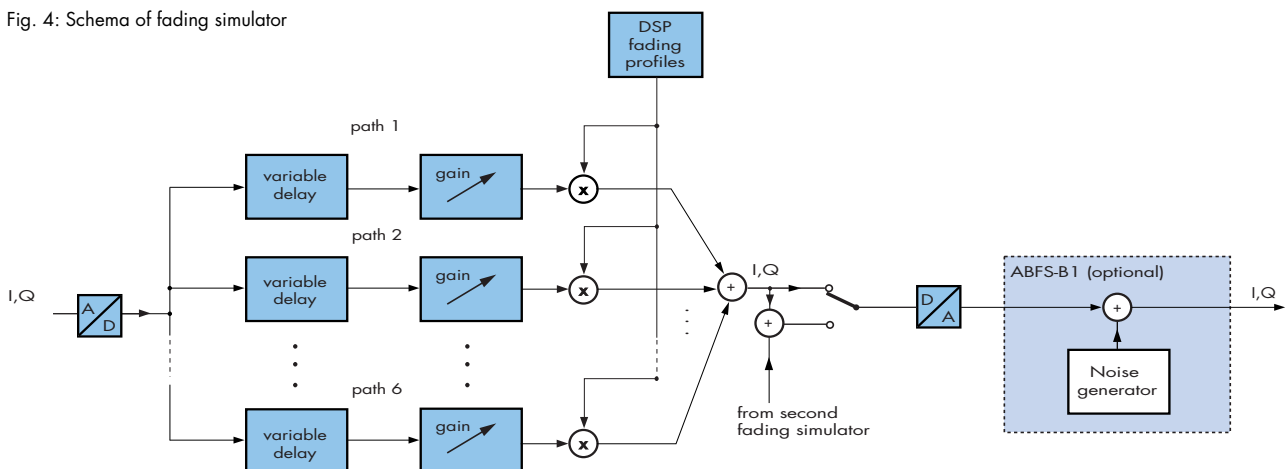 Fig. 4: Schema of fading simulator
DSP
fading
profiles
path 1
variable
delay
gain
x
path 2
variable
delay
gain
x
I,Q
A
D
path 6
variable
delay
gain
x
+
I,Q
+
from second
fading simulator
D
A
ABFS-B1 (optional)
+
Noise
generator
I,Q